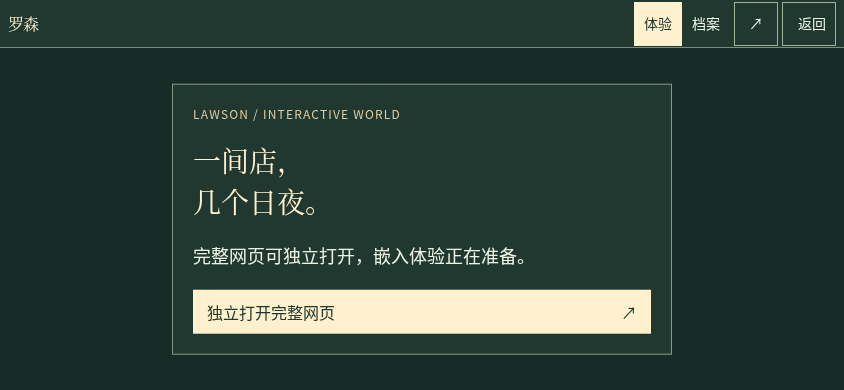 罗森
体验
档案
↗
返回
LAWSON / INTERACTIVE WORLD
一间店，
几个日夜。
完整网页可独立打开，嵌入体验正在准备。
独立打开完整网页 ↗